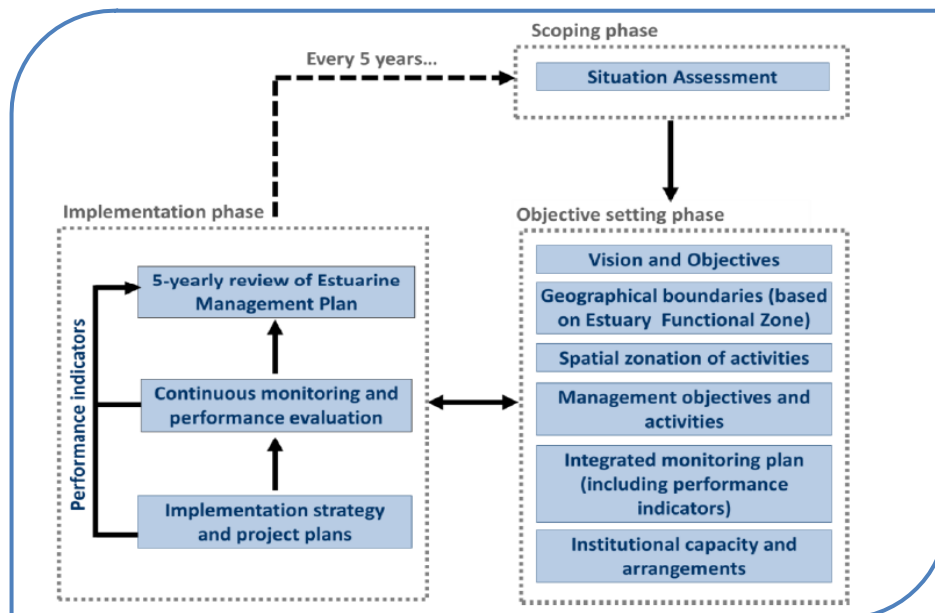 Scoping phase
Every 5 years...
Situation Assessment
Implementation phase
Objective setting phase
5-yearly review of Estuarine
Management Plan
Continuous monitoring and
performance evaluation
Implementation strategy
and project plans
Performance indicators
Vision and Objectives
Geographical boundaries (based
on Estuary Functional Zone)
Spatial zonation of activities
Management objectives and
activities
Integrated monitoring plan
(including performance
indicators)
Institutional capacity and
arrangements